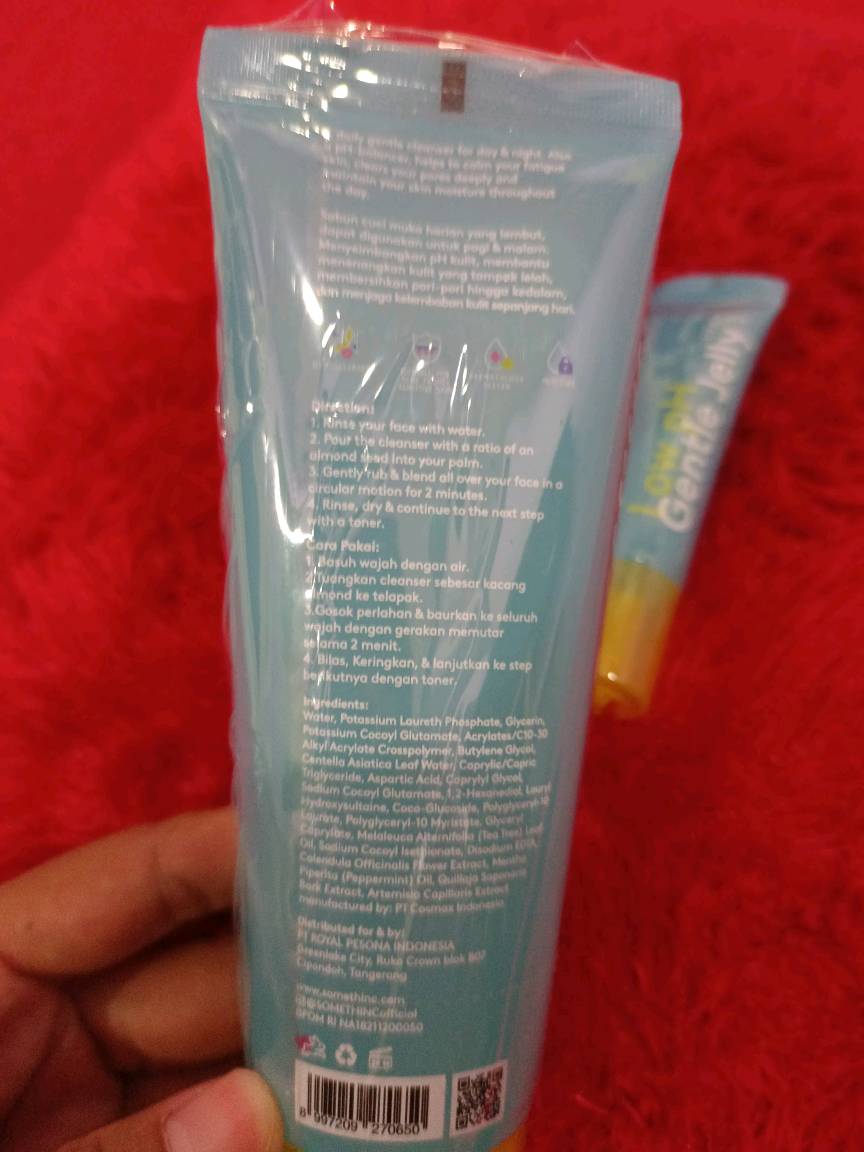 daily gentle cleanser for day & night. Also
a pH balancer, helps to calm your fatigue
skin, clears your pores deeply and
maintain your skin moisture throughout
the day.
Sabun cuci muka harian yang lembut,
dapat digunakan untuk pagi & malam.
Menyeimbangkan pH kulit, membantu
menenangkan kulit yang tampak lelah,
membersihkan pori-pori hingga kedalam,
dan menjaga kelembaban kulit sepanjang hari.
Direction:
1. Rinse your face with water.
2. Pour the cleanser with a ratio of an
almond seed into your palm.
3. Gently rub & blend all over your face in a
circular motion for 2 minutes.
4. Rinse, dry & continue to the next step
with a toner.
Cara Pakai:
1. Basuh wajah dengan air.
2. Tuangkan cleanser sebesar kacang
almond ke telapak.
3.Gosok perlahan & baurkan ke seluruh
wajah dengan gerakan memutar
selama 2 menit.
4. Bilas, Keringkan, & lanjutkan ke step
berikutnya dengan toner.
Ingredients:
Water, Potassium Laureth Phosphate, Glycerin,
Potassium Cocoyl Glutamate, Acrylates/C10-30
Alkyl Acrylate Crosspolymer, Butylene Glycol,
Centella Asiatica Leaf Water, Caprylic/Capric
Triglyceride, Aspartic Acid, Caprylyl Glycol,
Sodium Cocoyl Glutamate, 1,2-Hexanediol, Lauryl
Hydroxysultaine, Coco-Glucoside, Polyglyceryl-10
Laurate, Polyglyceryl-10 Myristate, Glyceryl
Caprylate, Melaleuca Alternifolia (Tea Tree) Leaf
Oil, Sodium Cocoyl Isethionate, Disodium EDTA,
Calendula Officinalis Flower Extract, Mentha
Piperita (Peppermint) Oil, Quillaja Saponaria
Bark Extract, Artemisia Capillaris Extract
manufactured by: PT Cosmax Indonesia
Distributed for & by:
PT ROYAL PESONA INDONESIA
Greenlake City, Ruko Crown blok B07
Cipondoh, Tangerang
www.somethinc.com
@SOMETHINCofficial
BPOM RI NA18211200050
8 997209 270650
Low pH
Gentle Jelly